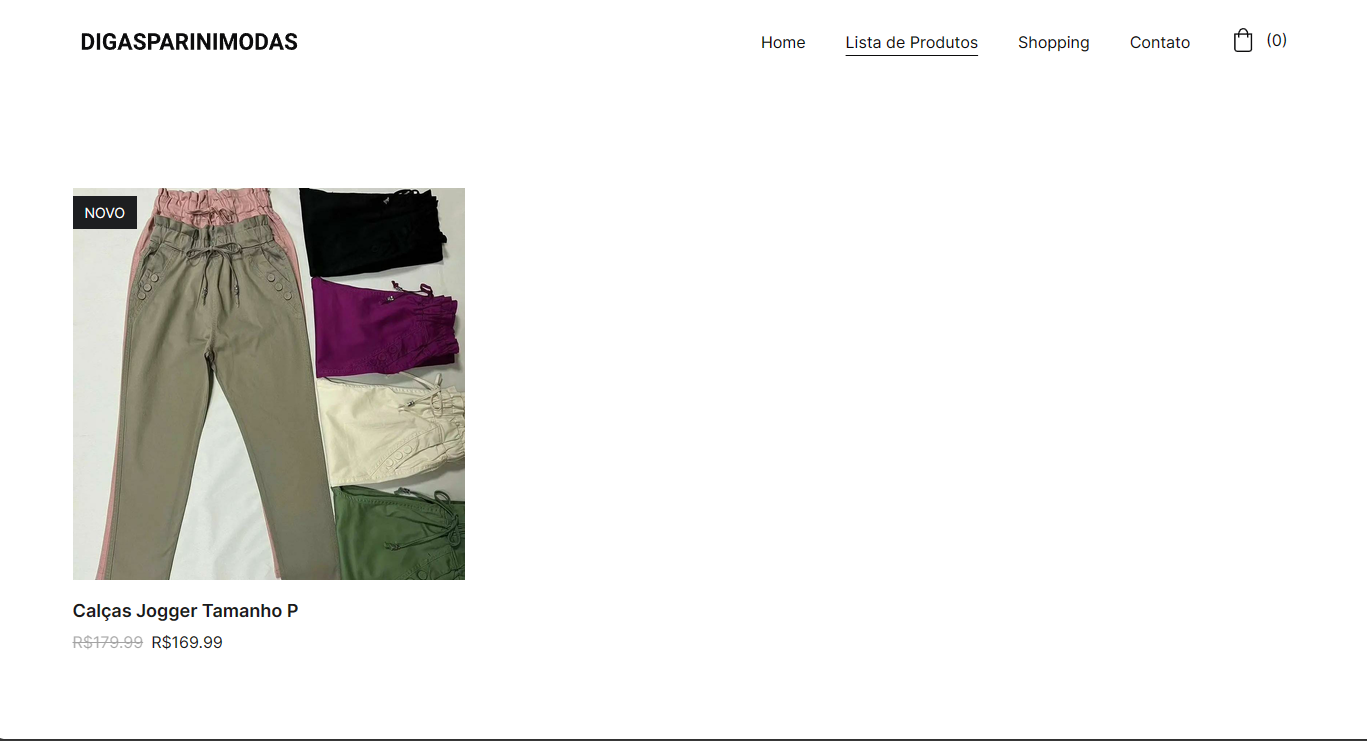 DIGASPARINIMODAS
Home Lista de Produtos Shopping Contato (0)
NOVO
Calças Jogger Tamanho P
R$179.99 R$169.99